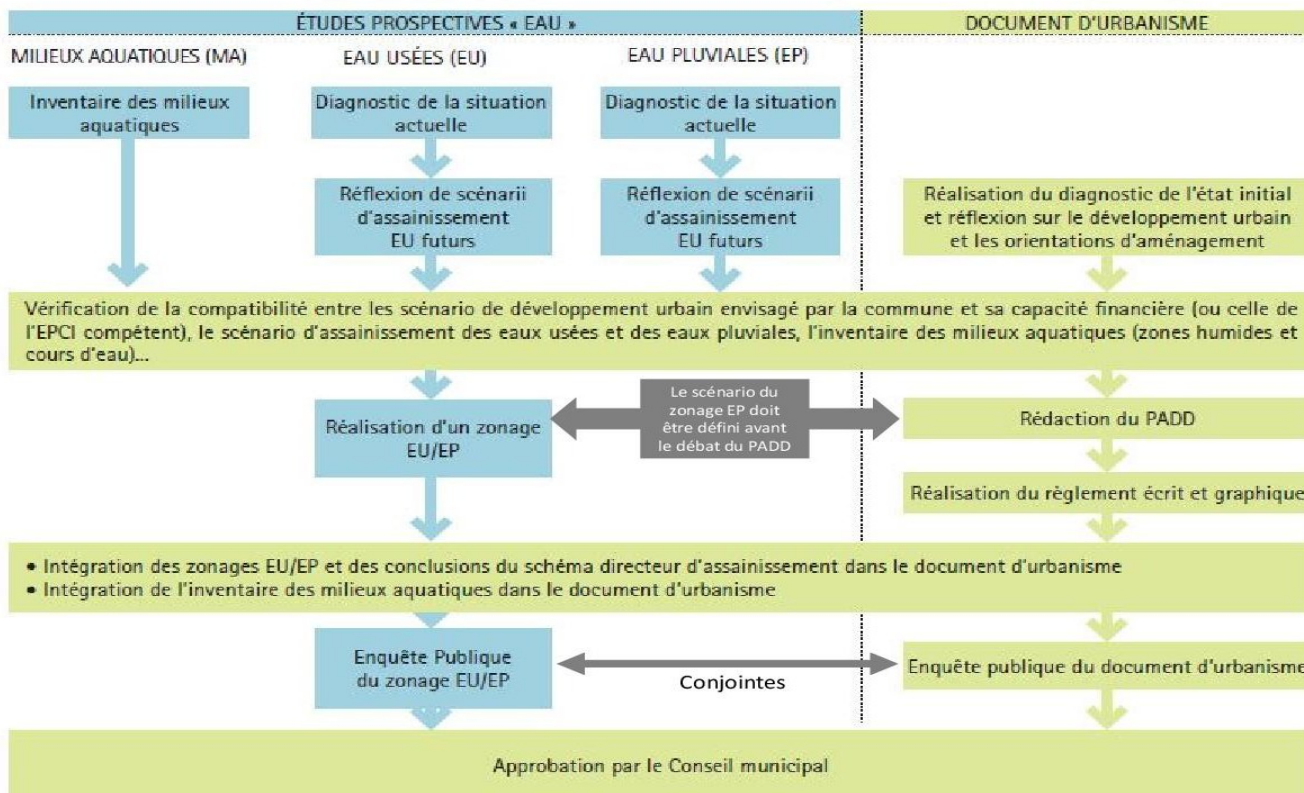 ÉTUDES PROSPECTIVES « EAU »
DOCUMENT D'URBANISME
MILIEUX AQUATIQUES (MA)
EAU USÉES (EU)
EAU PLUVIALES (EP)
Inventaire des milieux
aquatiques
Diagnostic de la situation
actuelle
Diagnostic de la situation
actuelle
Réflexion de scénarii
d'assainissement
EU futurs
Réflexion de scénarii
d'assainissement
EU futurs
Réalisation du diagnostic de l'état initial
et réflexion sur le développement urbain
et les orientations d'aménagement
Vérification de la compatibilité entre les scénario de développement urbain envisagé par la commune et sa capacité financière (ou celle de
l'EPCI compétent), le scénario d'assainissement des eaux usées et des eaux pluviales, l'inventaire des milieux aquatiques (zones humides et
cours d'eau)...
Réalisation d'un zonage
EU/EP
Le scénario du
zonage EP doit
être défini avant
le débat du PADD
Rédaction du PADD
Réalisation du règlement écrit et graphique
• Intégration des zonages EU/EP et des conclusions du schéma directeur d'assainissement dans le document d'urbanisme
• Intégration de l'inventaire des milieux aquatiques dans le document d'urbanisme
Enquête Publique
du zonage EU/EP
Conjointes
Enquête publique du document d'urbanisme
Approbation par le Conseil municipal